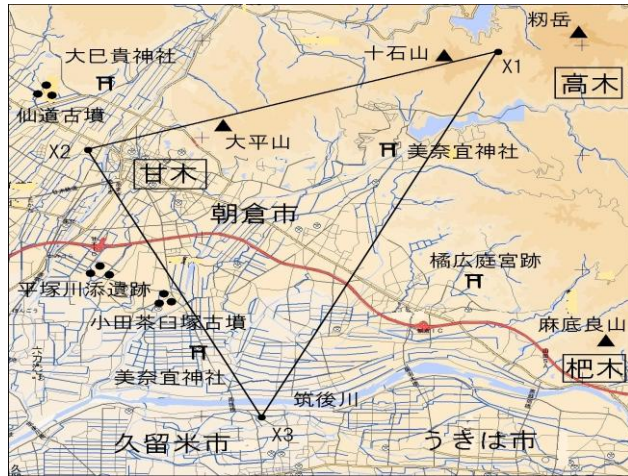 籾岳
大巳貴神社
十石山
X1
高木
仙道古墳
大平山
X2
甘木
美奈宜神社
朝倉市
橘広庭宮跡
平塚川添遺跡
小田茶臼塚古墳
麻底良山
美奈宜神社
杷木
筑後川
X3
久留米市
うきは市